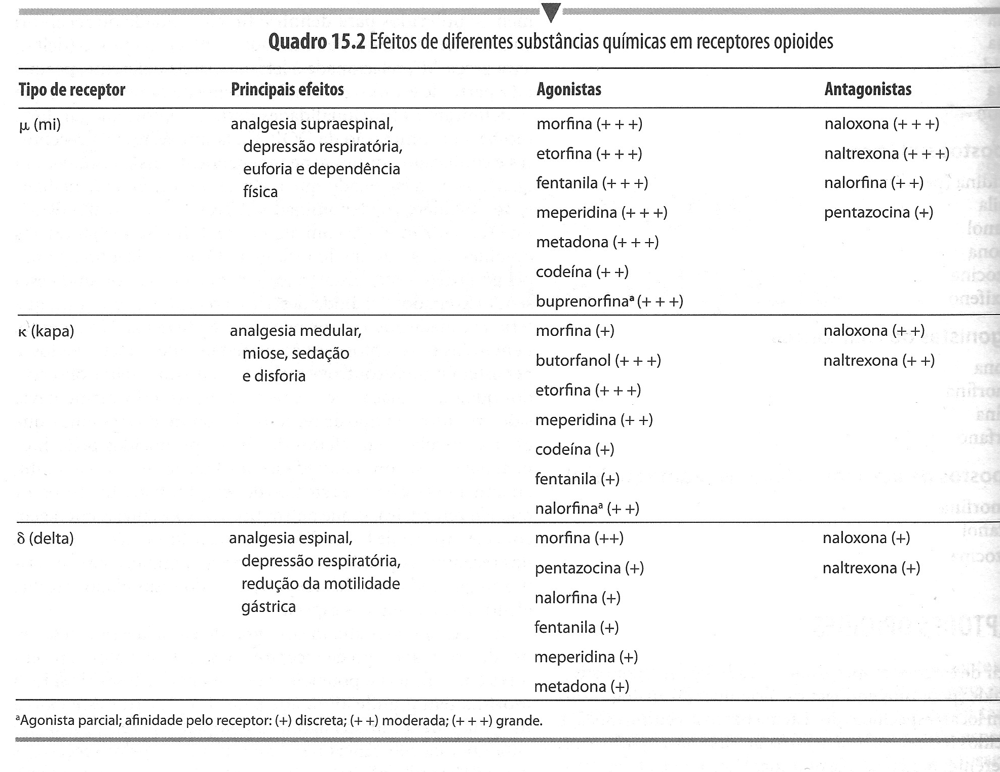 Quadro 15.2 Efeitos de diferentes substâncias químicas em receptores opioides
Tipo de receptor Principais efeitos Agonistas Antagonistas
μ (mi) analgesia supraespinal, morfina (+ + +) naloxona (+ + +)
depressão respiratória, etorfina (+ + +) naltrexona (+ + +)
euforia e dependência fentanila (+ + +) nalorfina (+ +)
física meperidina (+ + +) pentazocina (+)
metadona (+ + +)
codeína (+ +)
buprenorfinaª (+ + +)
κ (kapa) analgesia medular, morfina (+) naloxona (+ +)
miose, sedação butorfanol (+ + +) naltrexona (+ +)
e disforia etorfina (+ + +)
meperidina (+ +)
codeína (+)
fentanila (+)
nalorfinaª (+ +)
δ (delta) analgesia espinal, morfina (++) naloxona (+)
depressão respiratória, pentazocina (+) naltrexona (+)
redução da motilidade nalorfina (+)
gástrica fentanila (+)
meperidina (+)
metadona (+)
ªAgonista parcial; afinidade pelo receptor: (+) discreta; (+ +) moderada; (+ + +) grande.